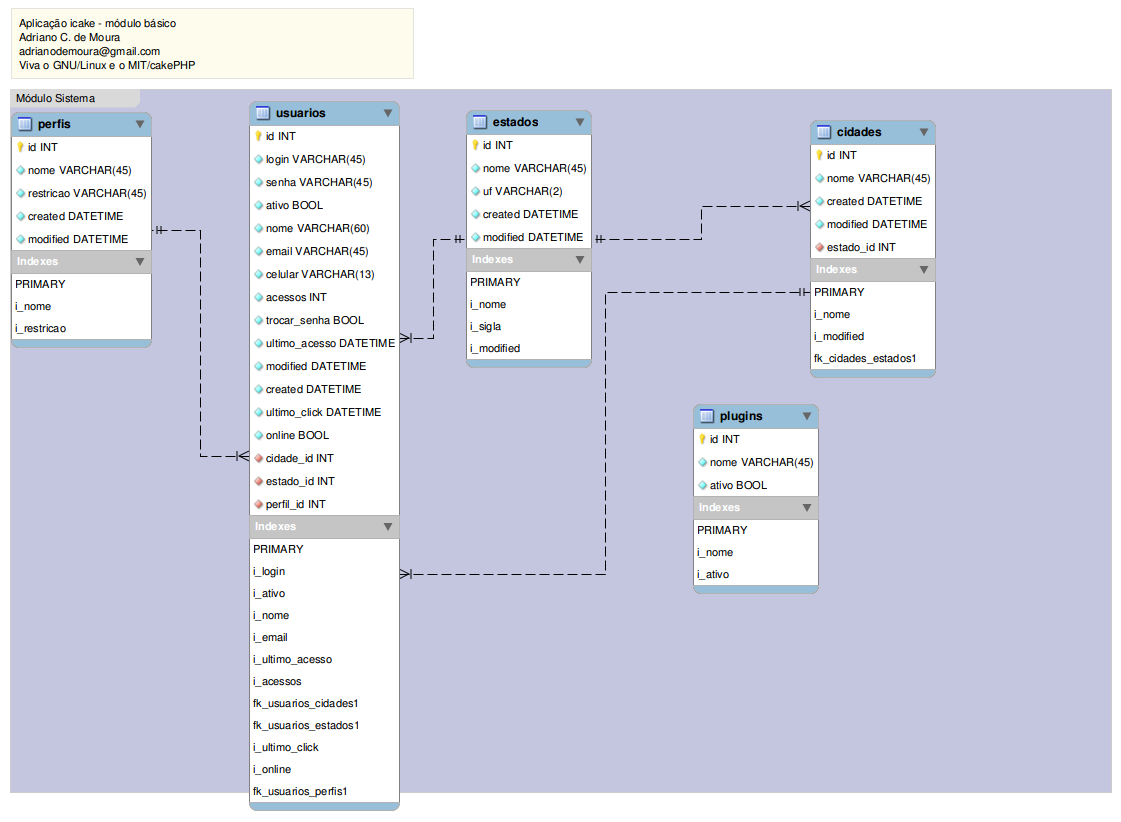 Aplicação icake - módulo básico
Adriano C. de Moura
adrianodemoura@gmail.com
Viva o GNU/Linux e o MIT/cakePHP
Módulo Sistema
perfis
id INT
nome VARCHAR(45)
restricao VARCHAR(45)
created DATETIME
modified DATETIME
Indexes
PRIMARY
i_nome
i_restricao
usuarios
id INT
login VARCHAR(45)
senha VARCHAR(45)
ativo BOOL
nome VARCHAR(60)
email VARCHAR(45)
celular VARCHAR(13)
acessos INT
trocar_senha BOOL
ultimo_acesso DATETIME
modified DATETIME
created DATETIME
ultimo_click DATETIME
online BOOL
cidade_id INT
estado_id INT
perfil_id INT
Indexes
PRIMARY
i_login
i_ativo
i_nome
i_email
i_ultimo_acesso
i_acessos
fk_usuarios_cidades1
fk_usuarios_estados1
i_ultimo_click
i_online
fk_usuarios_perfis1
estados
id INT
nome VARCHAR(45)
uf VARCHAR(2)
created DATETIME
modified DATETIME
Indexes
PRIMARY
i_nome
i_sigla
i_modified
cidades
id INT
nome VARCHAR(45)
created DATETIME
modified DATETIME
estado_id INT
Indexes
PRIMARY
i_nome
i_modified
fk_cidades_estados1
plugins
id INT
nome VARCHAR(45)
ativo BOOL
Indexes
PRIMARY
i_nome
i_ativo